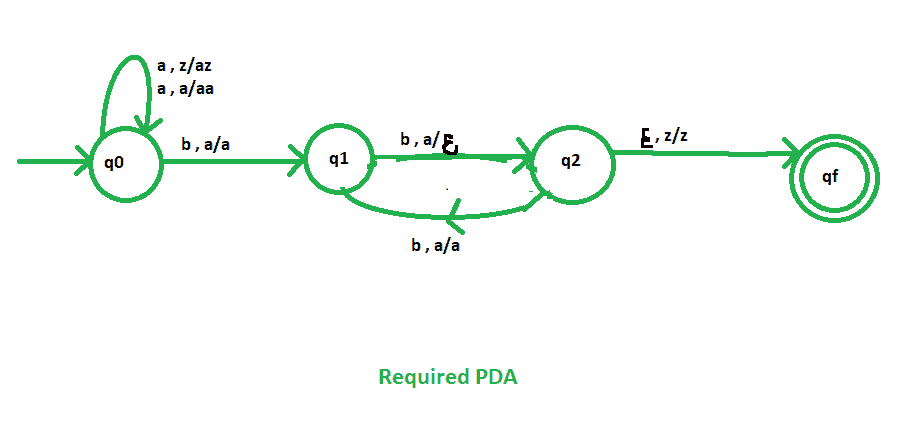 a , z/az
a , a/aa
q0
b , a/a
q1
b , a/ε
q2
ε, z/z
qf
b , a/a
Required PDA